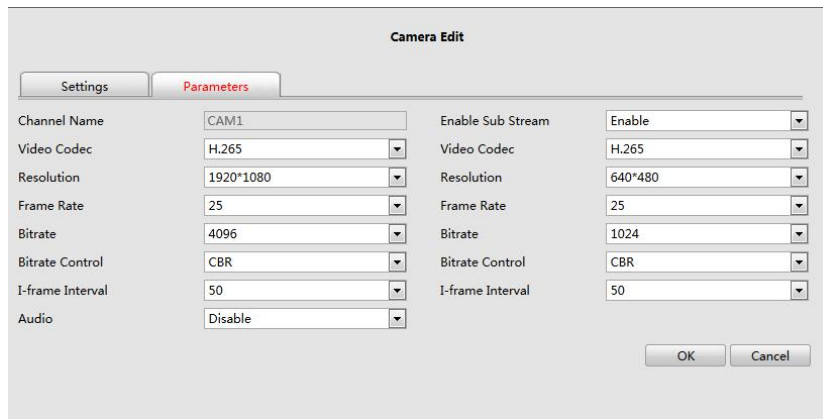 Camera Edit
Settings Parameters
Channel Name CAM1 Enable Sub Stream Enable
Video Codec H.265 Video Codec H.265
Resolution 1920*1080 Resolution 640*480
Frame Rate 25 Frame Rate 25
Bitrate 4096 Bitrate 1024
Bitrate Control CBR Bitrate Control CBR
I-frame Interval 50 I-frame Interval 50
Audio Disable
OK Cancel